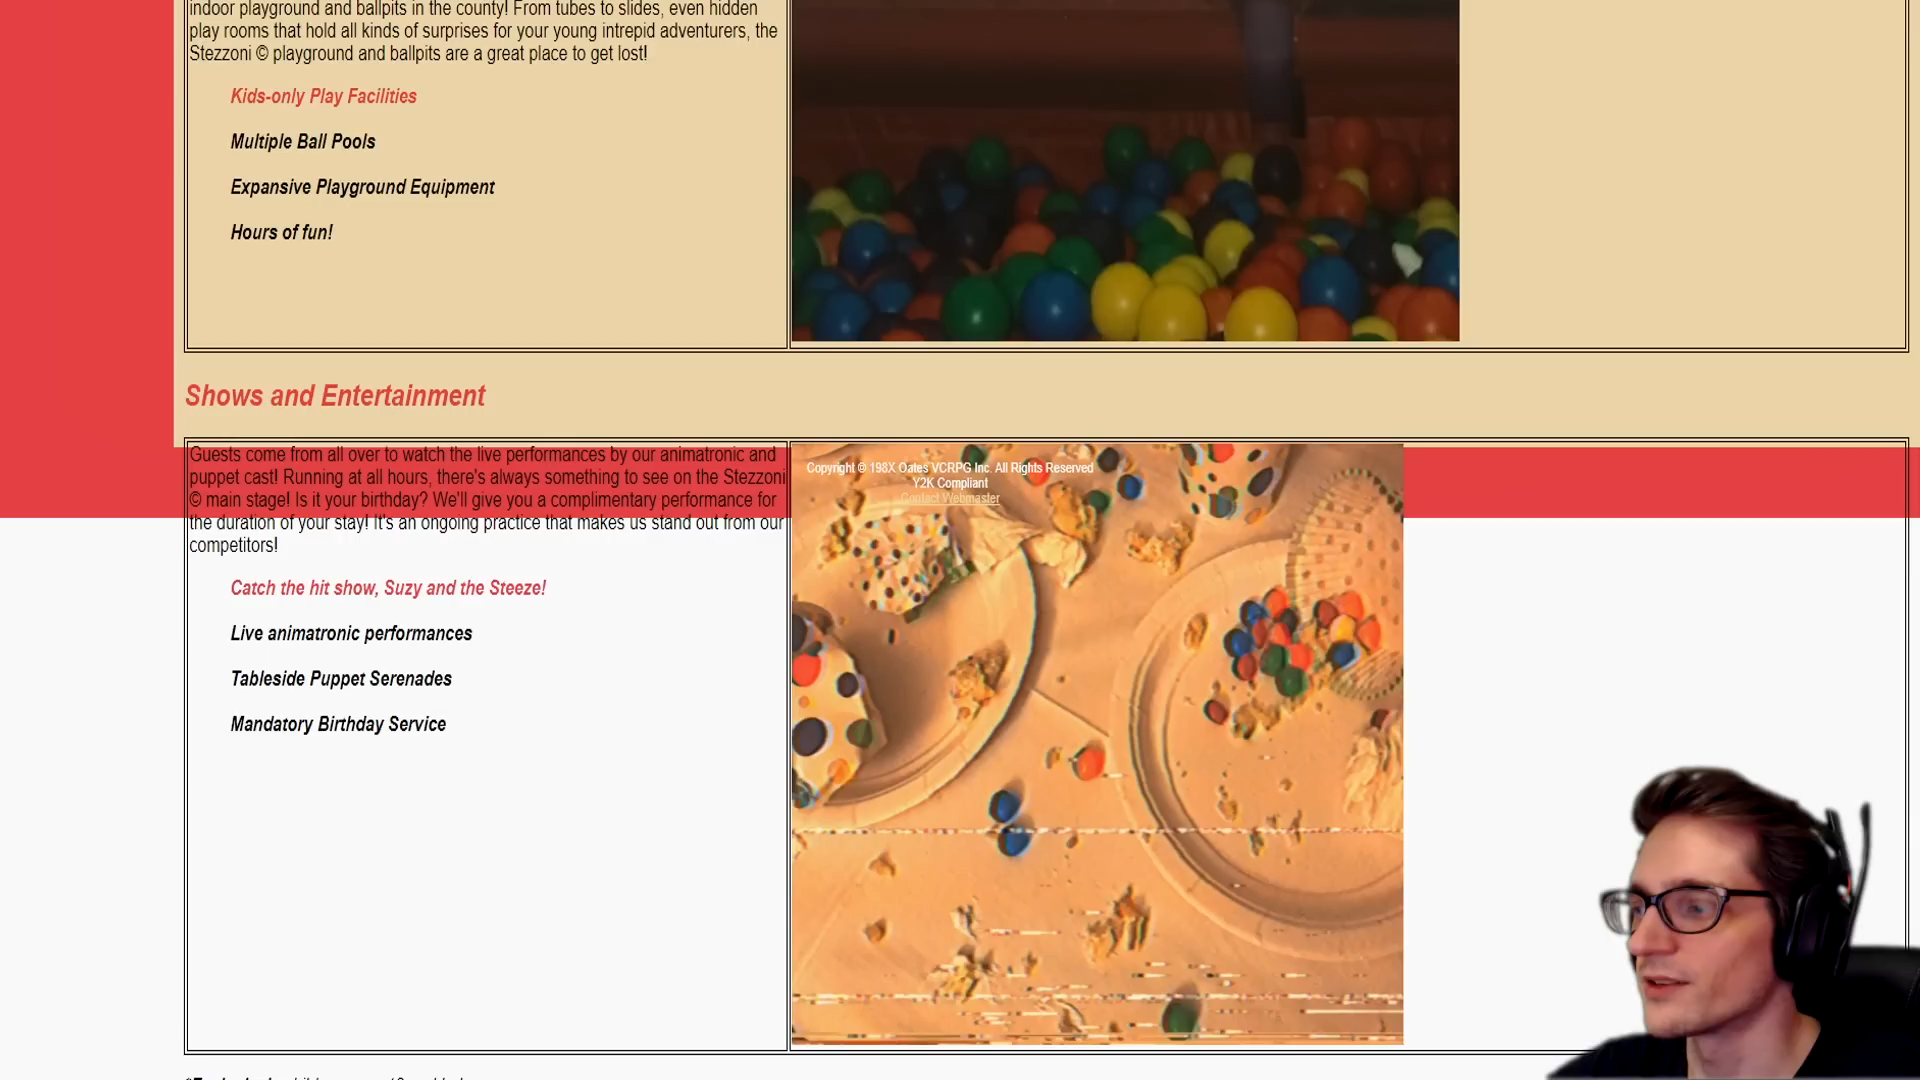 indoor playground and ballpits in the county! From tubes to slides, even hidden
play rooms that hold all kinds of surprises for your young intrepid adventurers, the
Stezzoni © playground and ballpits are a great place to get lost!
Kids-only Play Facilities
Multiple Ball Pools
Expansive Playground Equipment
Hours of fun!
Shows and Entertainment
Guests come from all over to watch the live performances by our animatronic and
puppet cast! Running at all hours, there's always something to see on the Stezzoni
© main stage! Is it your birthday? We'll give you a complimentary performance for
the duration of your stay! It's an ongoing practice that makes us stand out from our
competitors!
Catch the hit show, Suzy and the Steeze!
Live animatronic performances
Tableside Puppet Serenades
Mandatory Birthday Service
Copyright © 198X Oates VCRPG Inc. All Rights Reserved
Y2K Compliant
Contact Webmaster